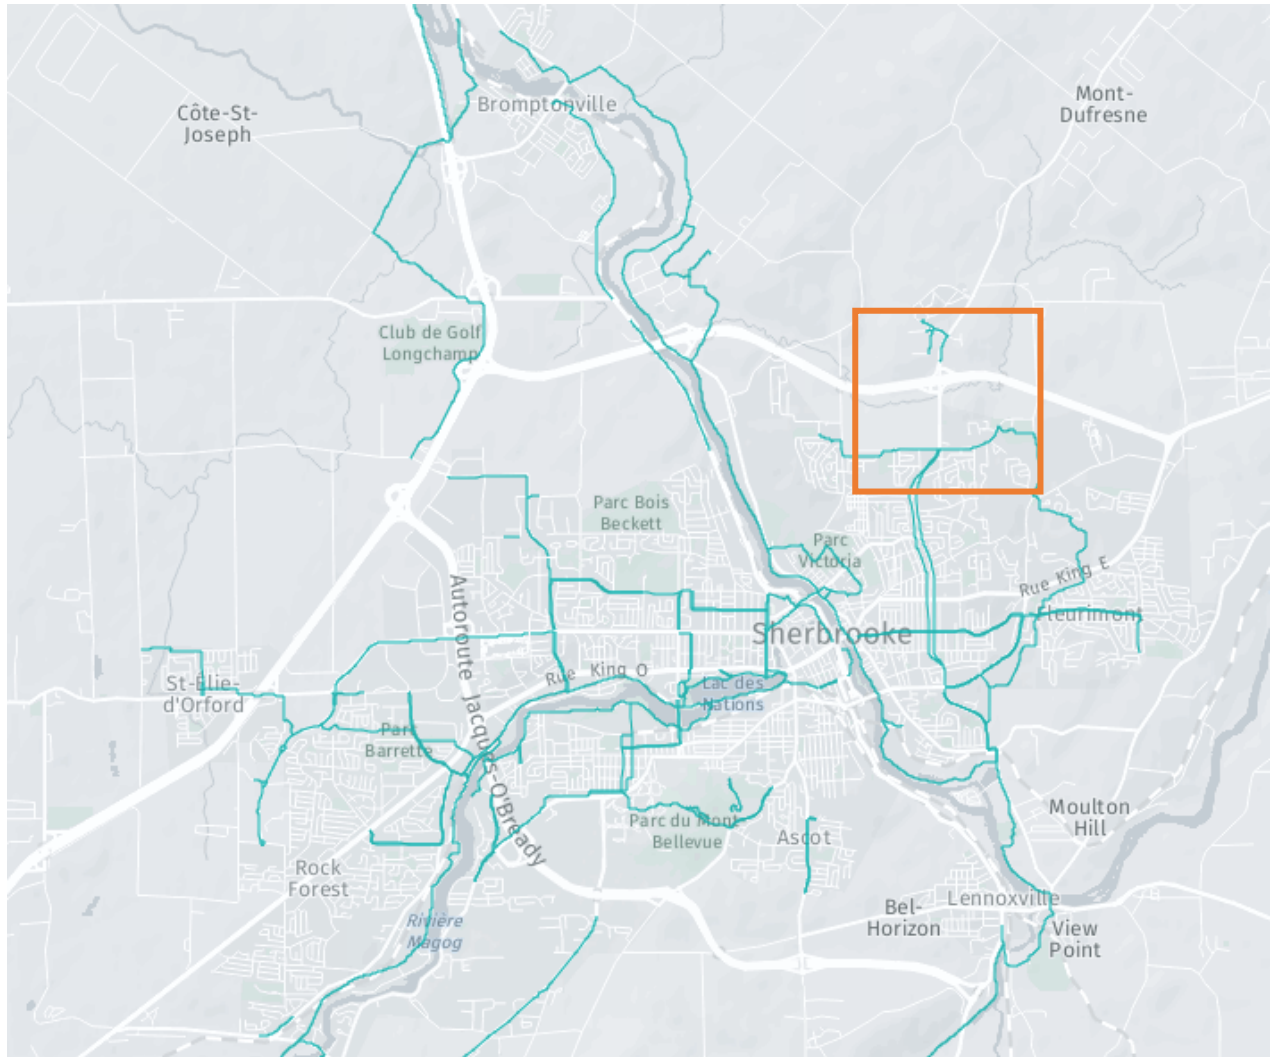 Bromptonville
Côte-St-
Joseph
Mont-
Dufresne
Club de Golf
Longchamp
Parc Bois
Beckett
Parc
Victoria
Rue King E
Fleurimont
Sherbrooke
Autoroute Jacques-O'Bready
Rue King O
Lac des
Nations
St-Élie-
d'Orford
Parc
Barrette
Parc du Mont
Bellevue
Ascot
Moulton
Hill
Rock
Forest
Lennoxville
Bel-
Horizon
View
Point
Rivière
Magog